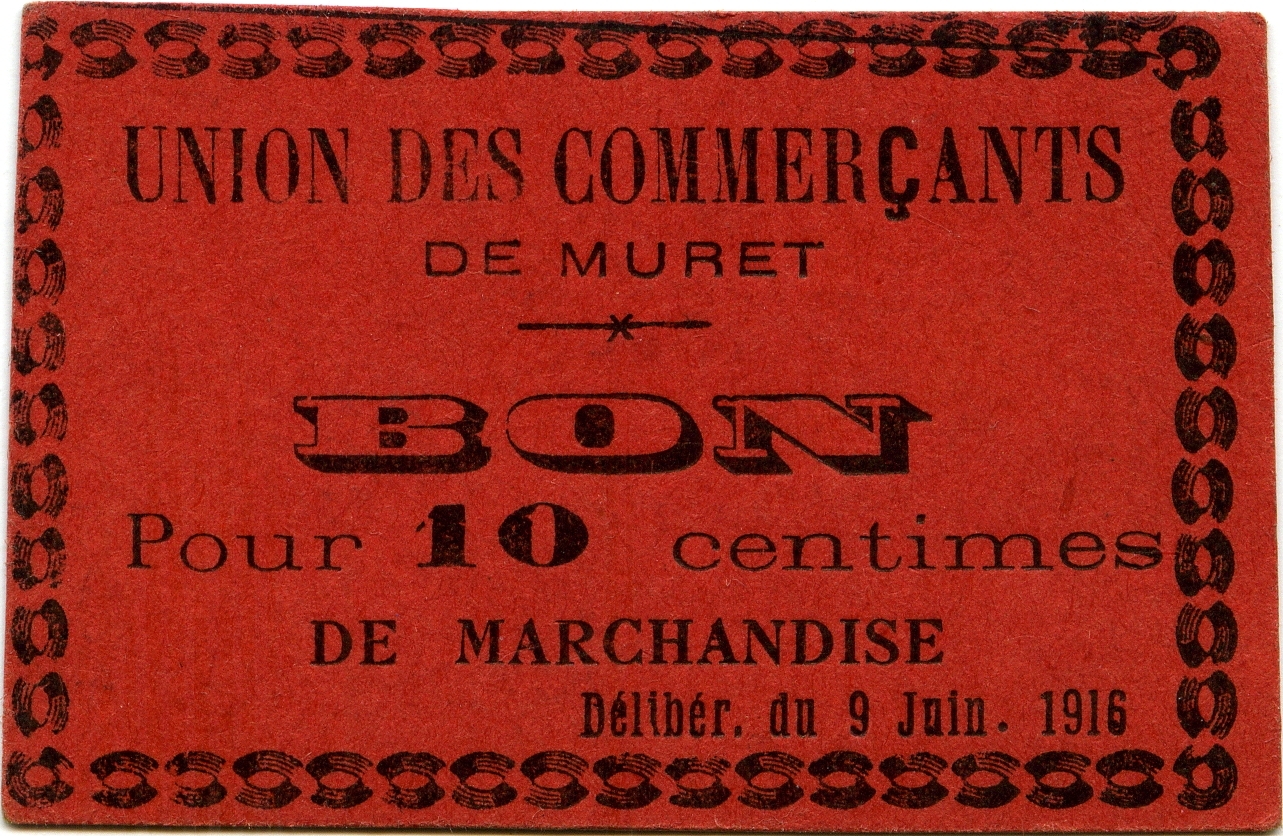 UNION DES COMMERÇANTS
DE MURET
BON
Pour 10 centimes
DE MARCHANDISE
Délibér. du 9 Juin. 1916